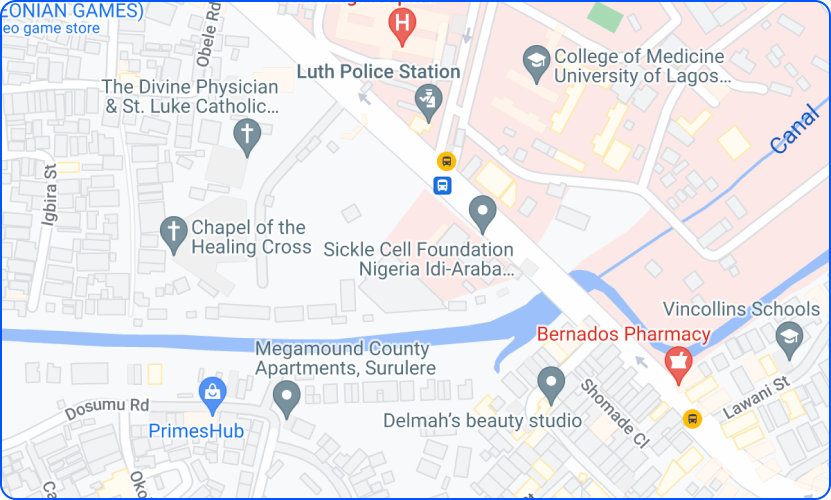 EONIAN GAMES)
eo game store
Obele Rd
H
Luth Police Station
College of Medicine
University of Lagos...
The Divine Physician
& St. Luke Catholic...
Canal
Igbira St
Chapel of the
Healing Cross
Sickle Cell Foundation
Nigeria Idi-Araba...
Vincollins Schools
Bernados Pharmacy
Megamound County
Apartments, Surulere
Shomade Cl
Lawani St
Dosumu Rd
PrimesHub
Delmah's beauty studio
Oko
Ca